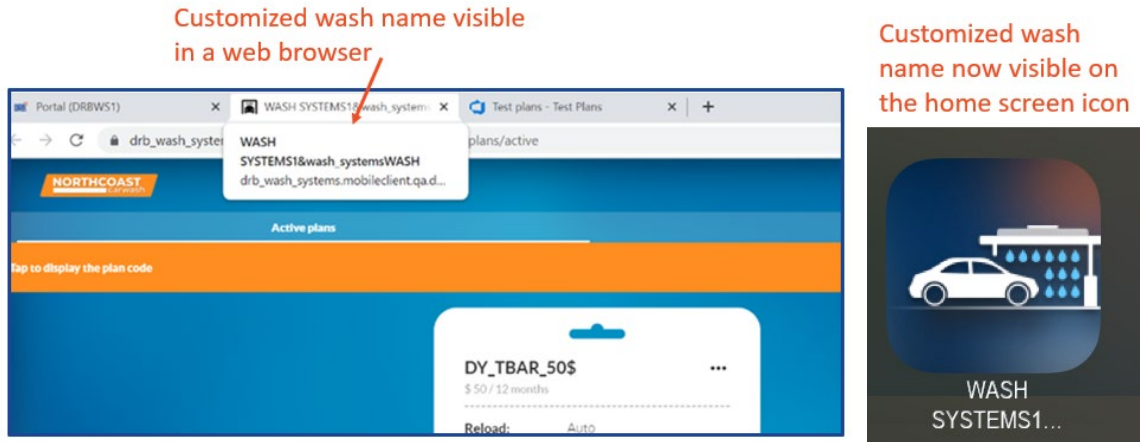 Customized wash name visible
in a web browser
Customized wash
name now visible on
the home screen icon
Portal (DRBWS1)
WASH SYSTEMS1&wash_system
Test plans - Test Plans
drb_wash_syster
plans/active
WASH
SYSTEMS1&wash_systemsWASH
drb_wash_systems.mobileclient.qa.d...
NORTHCOAST
carwash
Active plans
Tap to display the plan code
DY_TBAR_50$
$ 50 / 12 months
Reload: Auto
WASH
SYSTEMS1...